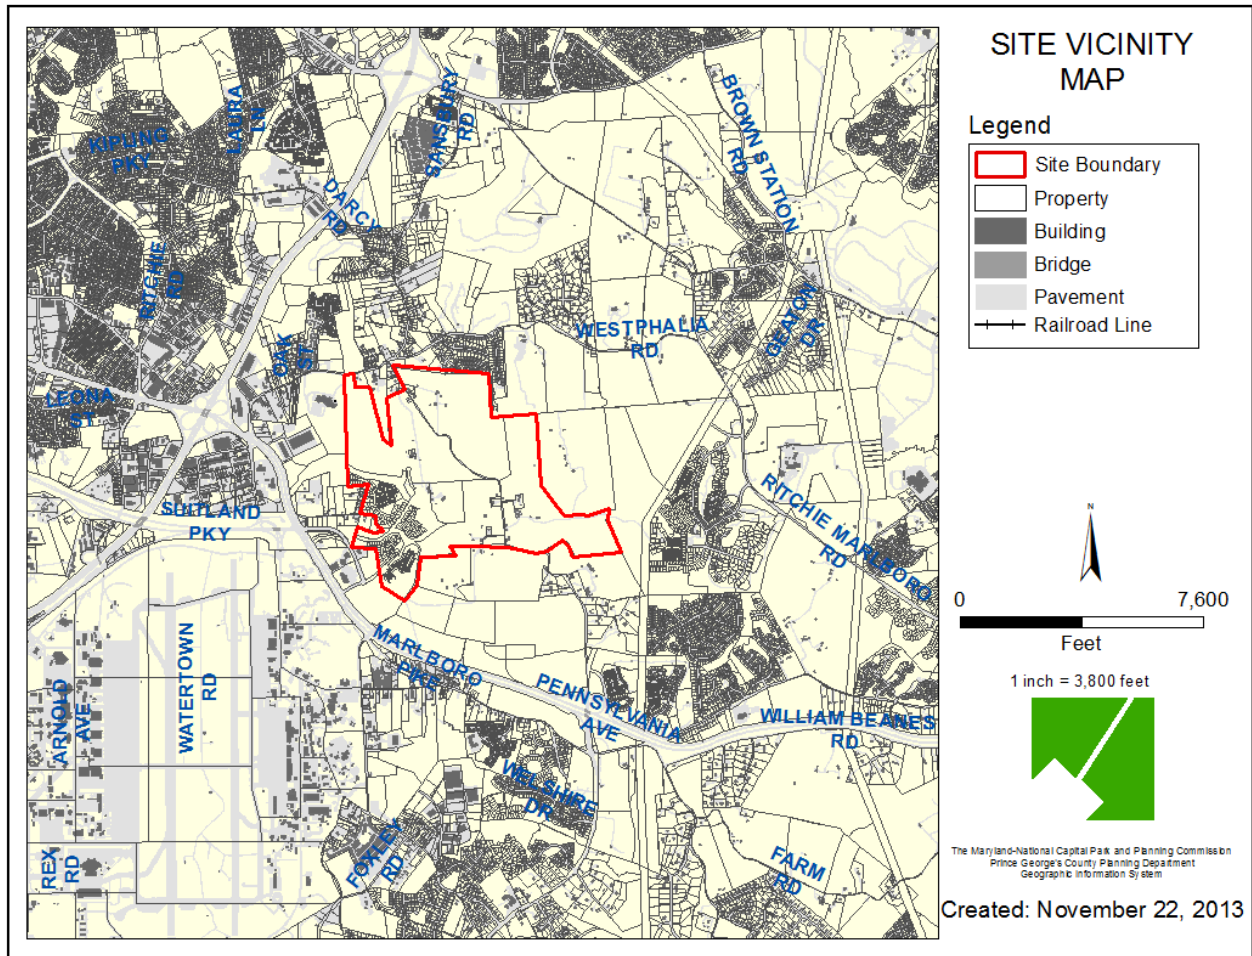 SITE VICINITY
MAP
Legend
Site Boundary
Property
Building
Bridge
Pavement
Railroad Line
N
0 7,600
Feet
1 inch = 3,800 feet
The Maryland-National Capital Park and Planning Commission
Prince George's County Planning Department
Geographic Information System
Created: November 22, 2013
KIPLING
PKY
LAURA
LN
SANSBURY
RD
BROWN STATION
RD
DARCY
RD
RITCHIE
RD
OAK
ST
WESTPHALIA
RD
GEATON
DR
LEONA
ST
SUITLAND
PKY
RITCHIE MARLBORO
RD
ARNOLD
AVE
WATERTOWN
RD
MARLBORO
PIKE
PENNSYLVANIA
AVE
WILLIAM BEANES
RD
WELSHIRE
DR
FOXLEY
RD
REX
RD
FARM
RD